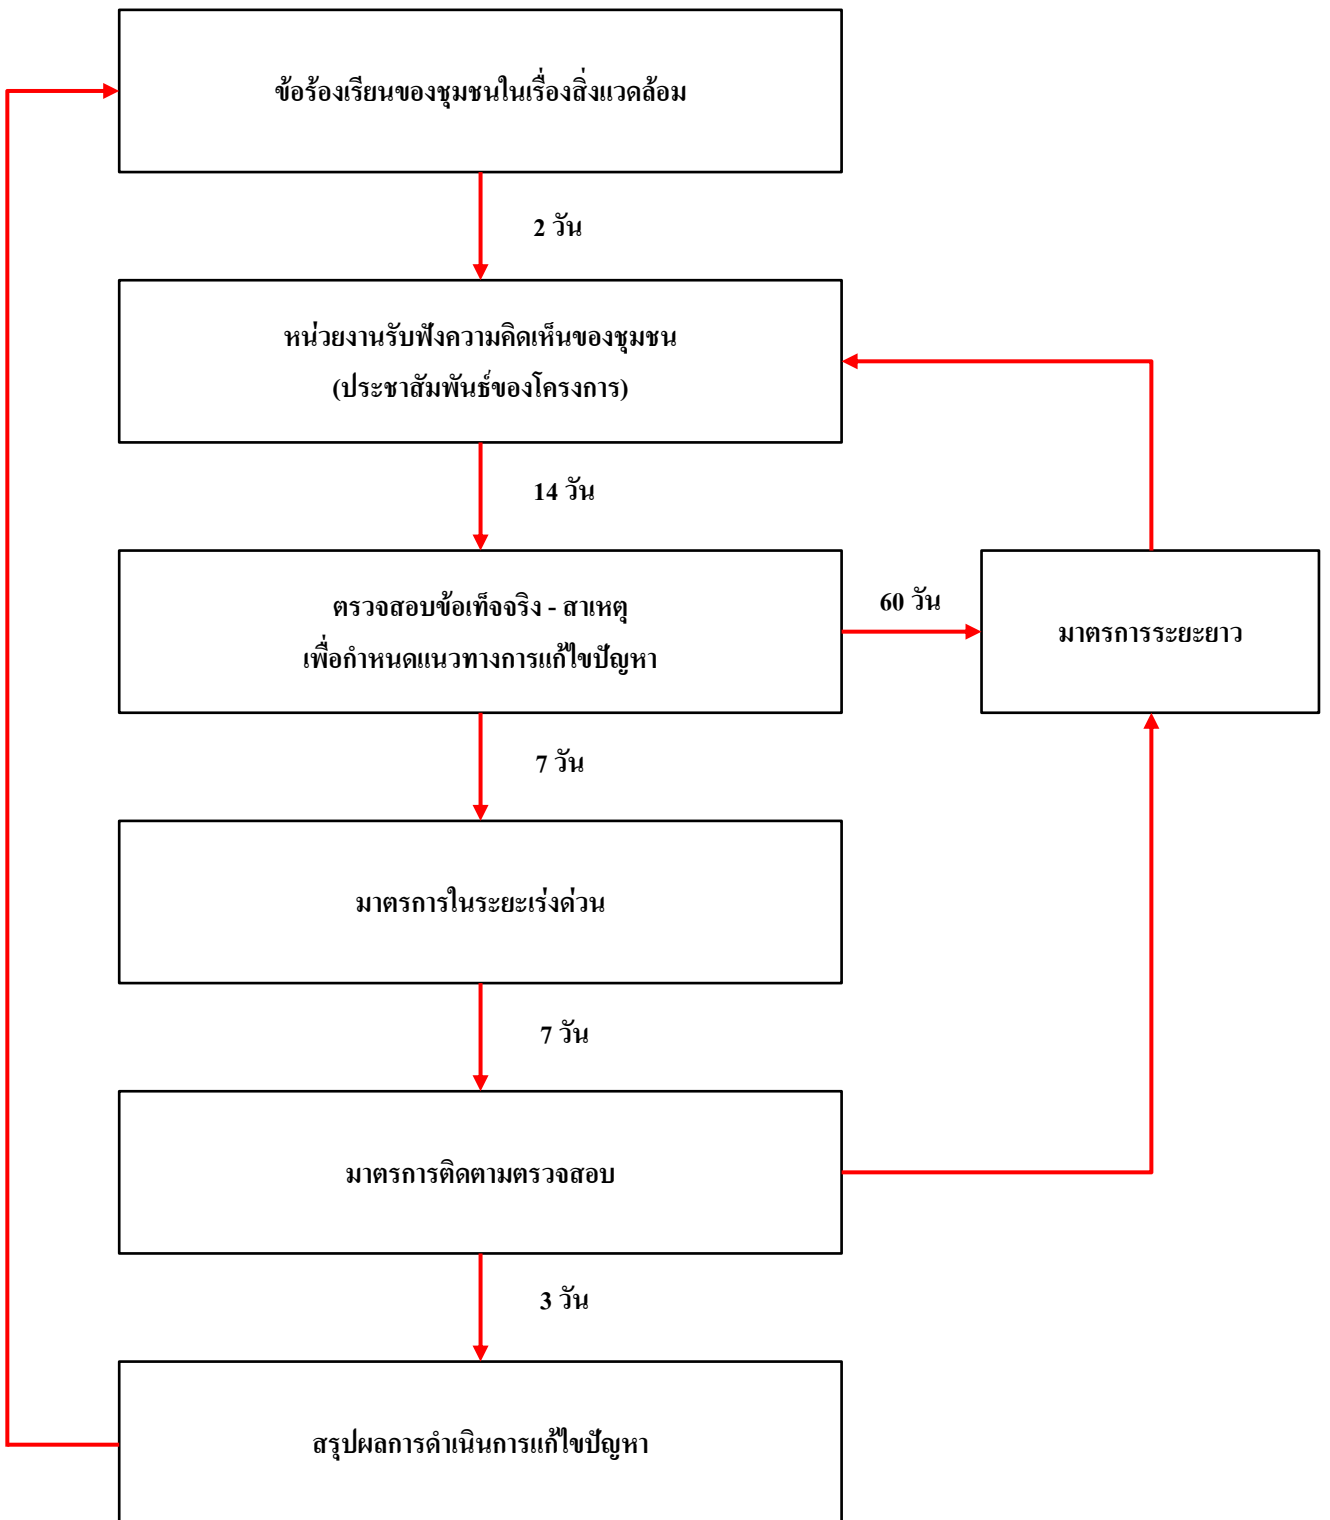 ข้อร้องเรียนของชุมชนในเรื่องสิ่งแวดล้อม
2 วัน
หน่วยงานรับฟังความคิดเห็นของชุมชน
(ประชาสัมพันธ์ของโครงการ)
14 วัน
ตรวจสอบข้อเท็จจริง - สาเหตุ
เพื่อกำหนดแนวทางการแก้ไขปัญหา
60 วัน
มาตรการระยะยาว
7 วัน
มาตรการในระยะเร่งด่วน
7 วัน
มาตรการติดตามตรวจสอบ
3 วัน
สรุปผลการดำเนินการแก้ไขปัญหา